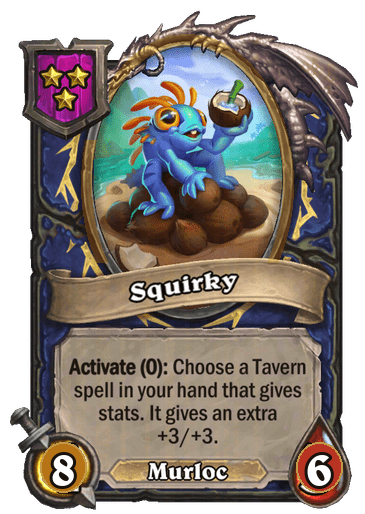 Squirky
Activate (0): Choose a Tavern
spell in your hand that gives
stats. It gives an extra
+3/+3.
8
Murloc
6